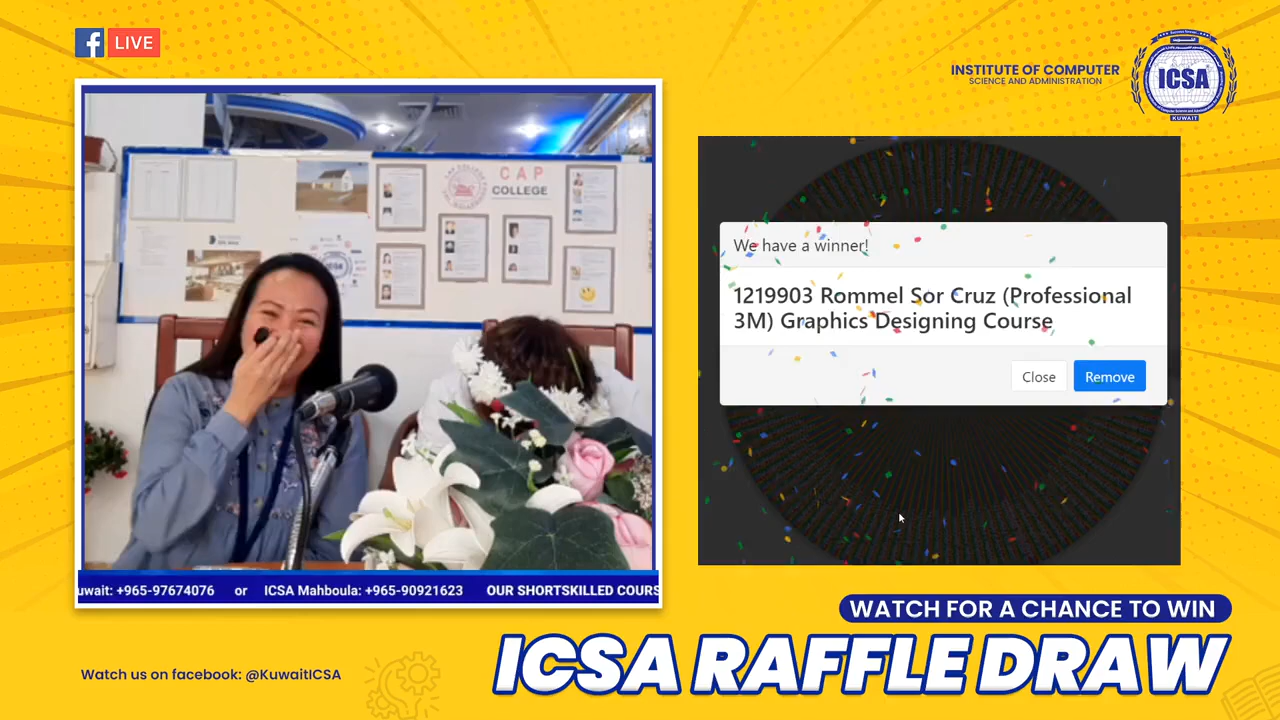 f LIVE
INSTITUTE OF COMPUTER
SCIENCE AND ADMINISTRATION
ICSA
KUWAIT
CAP
COLLEGE
We have a winner!
1219903 Rommel Sor Cruz (Professional
3M) Graphics Designing Course
Close
Remove
uwait: +965-97674076 or ICSA Mahboula: +965-90921623 OUR SHORTSKILLED COURS
WATCH FOR A CHANCE TO WIN
ICSA RAFFLE DRAW
Watch us on facebook: @KuwaitICSA